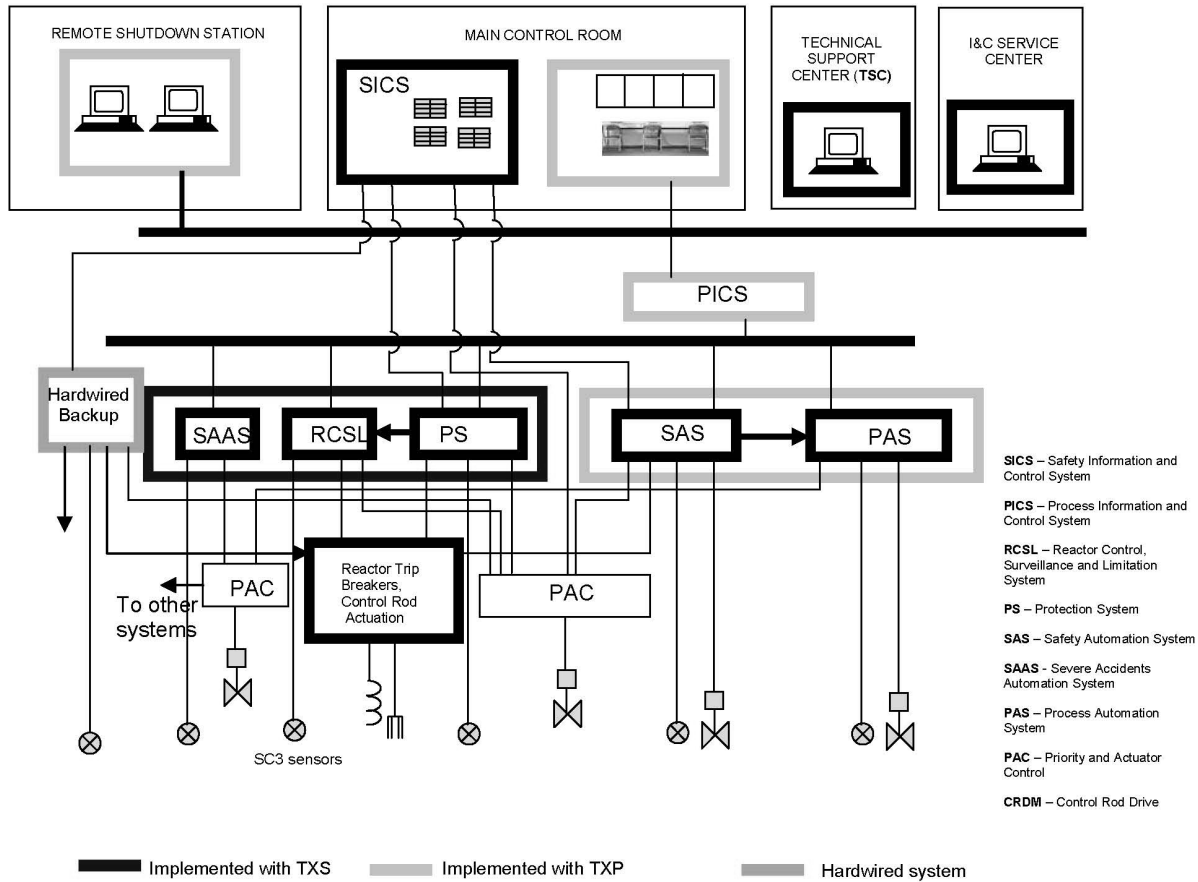 REMOTE SHUTDOWN STATION
MAIN CONTROL ROOM
TECHNICAL
SUPPORT
CENTER (TSC)
I&C SERVICE
CENTER
SICS
PICS
Hardwired
Backup
SAAS
RCSL
PS
SAS
PAS
PAC
Reactor Trip
Breakers,
Control Rod
Actuation
PAC
To other
systems
SC3 sensors
SICS – Safety Information and
Control System
PICS – Process Information and
Control System
RCSL – Reactor Control,
Surveillance and Limitation
System
PS – Protection System
SAS – Safety Automation System
SAAS - Severe Accidents
Automation System
PAS – Process Automation
System
PAC – Priority and Actuator
Control
CRDM – Control Rod Drive
Implemented with TXS
Implemented with TXP
Hardwired system